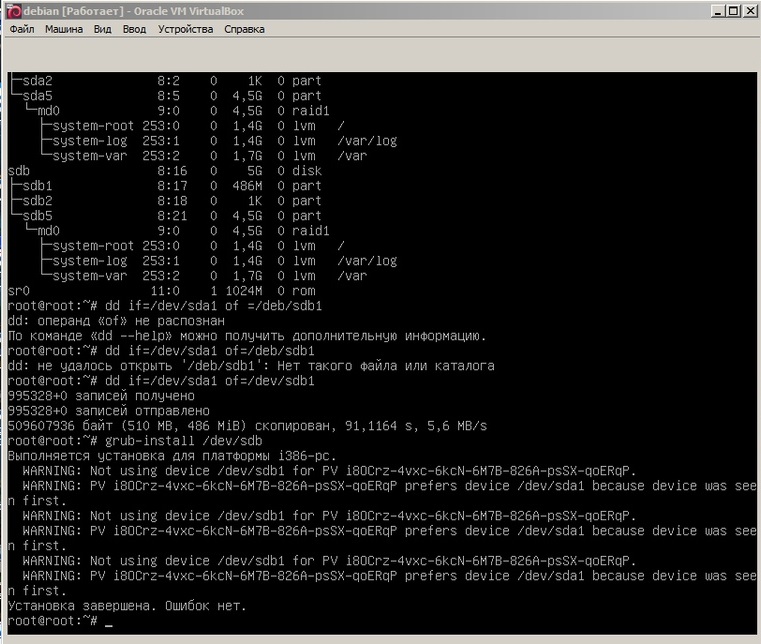 debian [Работает] - Oracle VM VirtualBox
Файл Машина Вид Ввод Устройства Справка
├─sda2 8:2 0 1K 0 part
└─sda5 8:5 0 4,5G 0 part
└─md0 9:0 0 4,5G 0 raid1
├─system-root 253:0 0 1,4G 0 lvm /
├─system-log 253:1 0 1,4G 0 lvm /var/log
└─system-var 253:2 0 1,7G 0 lvm /var
sdb 8:16 0 5G 0 disk
├─sdb1 8:17 0 486M 0 part
├─sdb2 8:18 0 1K 0 part
└─sdb5 8:21 0 4,5G 0 part
└─md0 9:0 0 4,5G 0 raid1
├─system-root 253:0 0 1,4G 0 lvm /
├─system-log 253:1 0 1,4G 0 lvm /var/log
└─system-var 253:2 0 1,7G 0 lvm /var
sr0 11:0 1 1024M 0 rom
root@root:~# dd if=/dev/sda1 of =/deb/sdb1
dd: операнд «of» не распознан
По команде «dd --help» можно получить дополнительную информацию.
root@root:~# dd if=/dev/sda1 of=/deb/sdb1
dd: не удалось открыть '/deb/sdb1': Нет такого файла или каталога
root@root:~# dd if=/dev/sda1 of=/deb/sdb1
995328+0 записей получено
995328+0 записей отправлено
509607936 байт (510 MB, 486 MiB) скопирован, 91,1164 s, 5,6 MB/s
root@root:~# grub-install /dev/sdb
Выполняется установка для платформы i386-pc.
WARNING: Not using device /dev/sdb1 for PV i8OCrz-4vxc-6kcN-6M7B-826A-psSX-qoERqP.
WARNING: PV i8OCrz-4vxc-6kcN-6M7B-826A-psSX-qoERqP prefers device /dev/sda1 because device was see
n first.
WARNING: Not using device /dev/sdb1 for PV i8OCrz-4vxc-6kcN-6M7B-826A-psSX-qoERqP.
WARNING: PV i8OCrz-4vxc-6kcN-6M7B-826A-psSX-qoERqP prefers device /dev/sda1 because device was see
n first.
WARNING: Not using device /dev/sdb1 for PV i8OCrz-4vxc-6kcN-6M7B-826A-psSX-qoERqP.
WARNING: PV i8OCrz-4vxc-6kcN-6M7B-826A-psSX-qoERqP prefers device /dev/sda1 because device was see
n first.
Установка завершена. Ошибок нет.
root@root:~# _